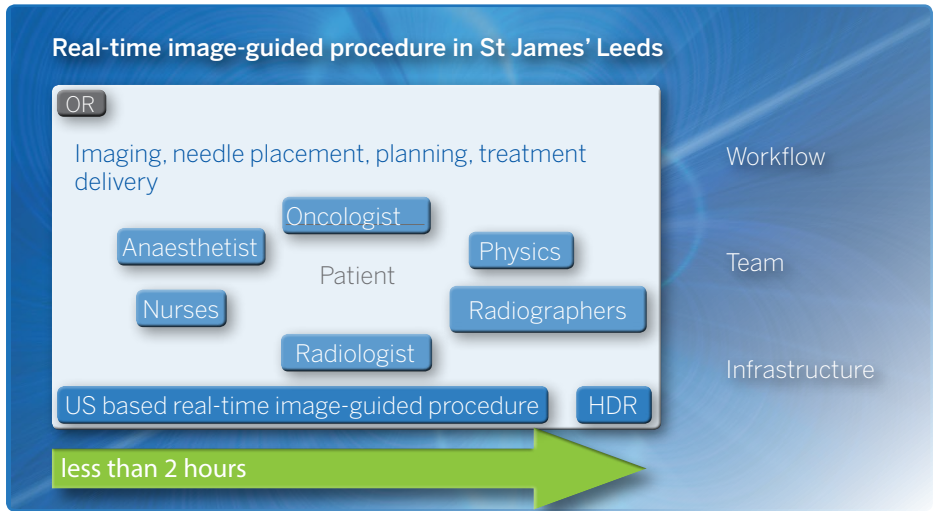 Real-time image-guided procedure in St James’ Leeds
OR
Imaging, needle placement, planning, treatment
delivery
Workflow
Oncologist
Anaesthetist
Physics
Patient
Team
Nurses
Radiographers
Radiologist
Infrastructure
US based real-time image-guided procedure
HDR
less than 2 hours